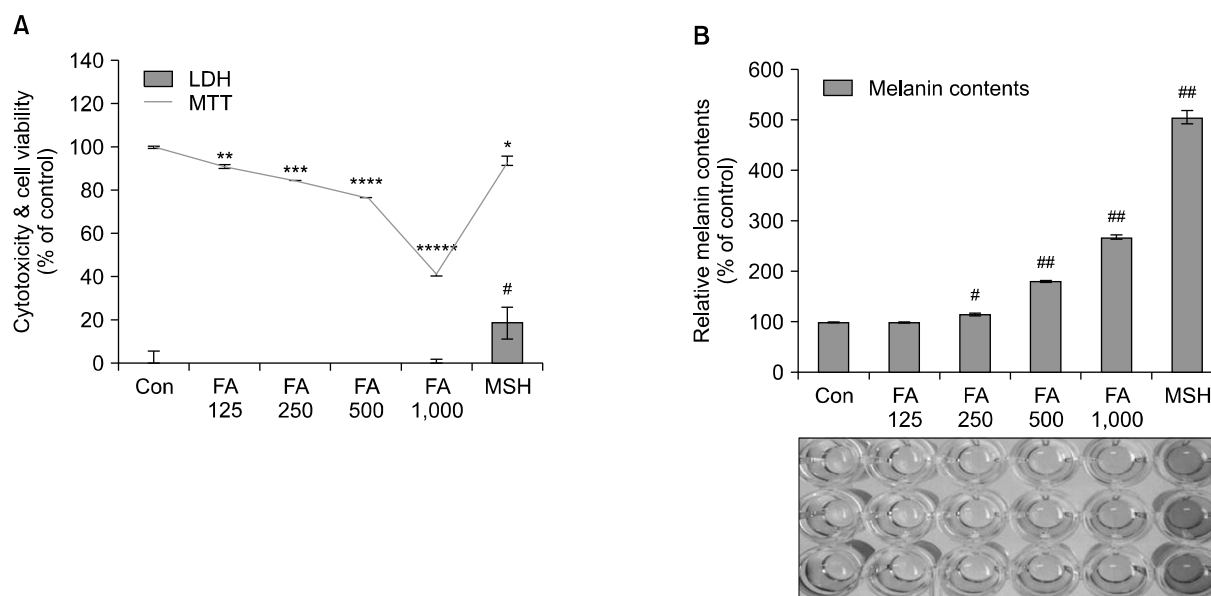 A
Cytotoxicity & cell viability
(% of control)
140
120
100
80
60
40
20
0
LDH
MTT
**
***
****
*****
*
#
Con
FA
125
FA
250
FA
500
FA
1,000
MSH
B
Relative melanin contents
(% of control)
600
500
400
300
200
100
0
Melanin contents
#
##
##
##
Con
FA
125
FA
250
FA
500
FA
1,000
MSH